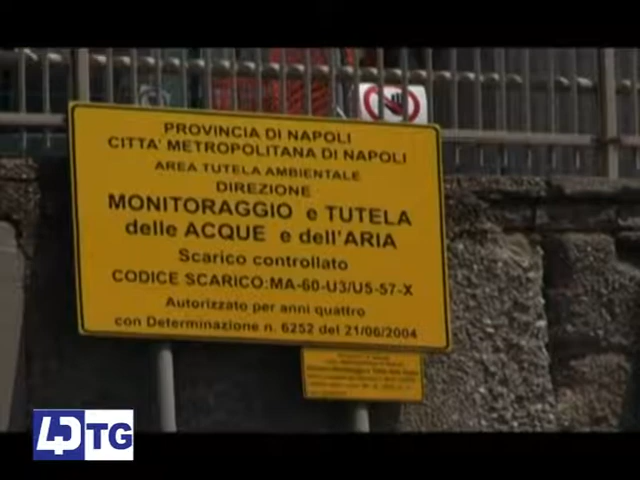 PROVINCIA DI NAPOLI
CITTA' METROPOLITANA DI NAPOLI
AREA TUTELA AMBIENTALE
DIREZIONE
MONITORAGGIO e TUTELA
delle ACQUE e dell'ARIA
Scarico controllato
CODICE SCARICO:MA-60-U3/U5-57-X
Autorizzato per anni quattro
con Determinazione n. 6252 del 21/06/2004
TG